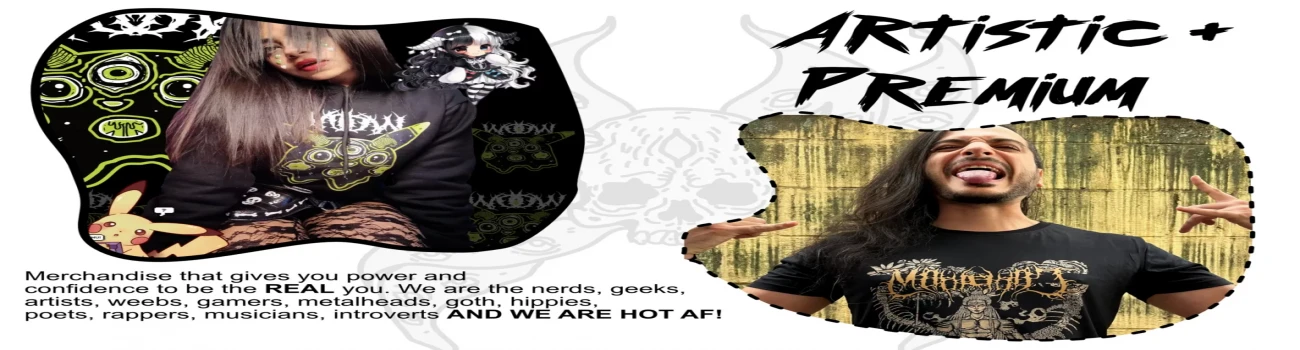 ARTiSTiC +
PREMiUM
Merchandise that gives you power and
confidence to be the REAL you. We are the nerds, geeks,
artists, weebs, gamers, metalheads, goth, hippies,
poets, rappers, musicians, introverts AND WE ARE HOT AF!